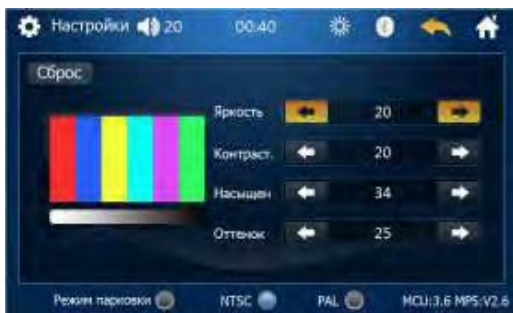 Настройки 20 00:40
Сброс
Яркость 20
Контраст. 20
Насыщен 34
Оттенок 25
Режим парковки NTSC PAL MCU:3.6 MPS:V2.6